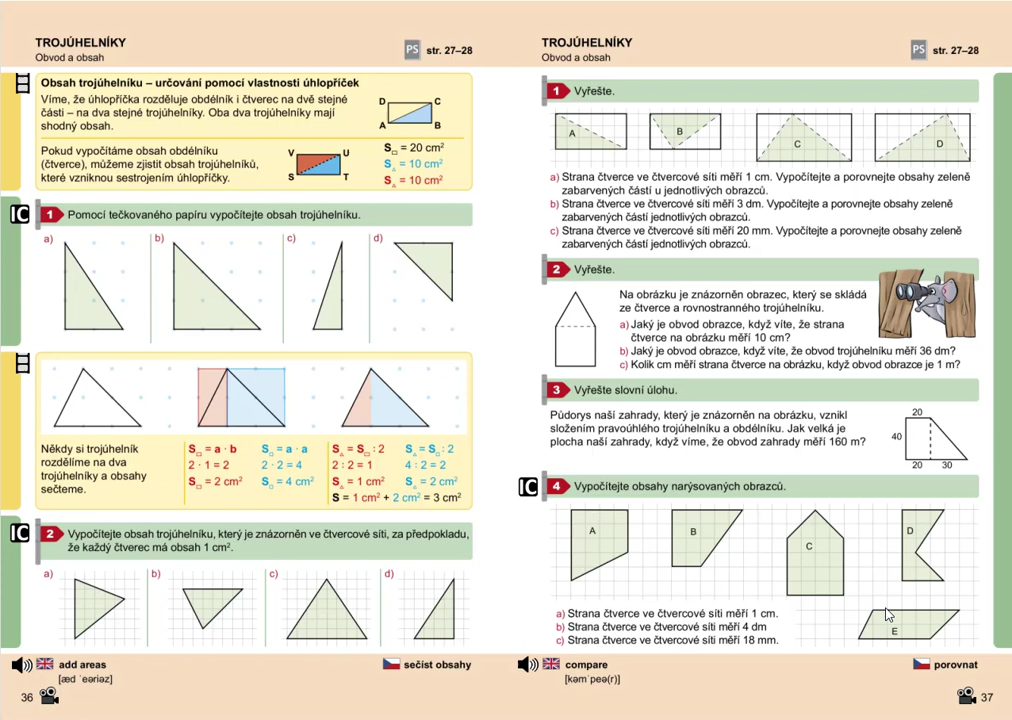 TROJÚHELNÍKY
Obvod a obsah
PS str. 27–28
Obsah trojúhelníku – určování pomocí vlastnosti úhlopříček
Víme, že úhlopříčka rozděluje obdélník i čtverec na dvě stejné
části – na dva stejné trojúhelníky. Oba dva trojúhelníky mají
shodný obsah.
D C
A B
Pokud vypočítáme obsah obdélníku
(čtverce), můžeme zjistit obsah trojúhelníků,
které vzniknou sestrojením úhlopříčky.
V U
S T
S□ = 20 cm²
S△ = 10 cm²
S△ = 10 cm²
IC 1 Pomocí tečkovaného papíru vypočítejte obsah trojúhelníku.
a) b) c) d)
Někdy si trojúhelník
rozdělíme na dva
trojúhelníky a obsahy
sečteme.
S□ = a · b S□ = a · a S△ = S□ : 2 S△ = S□ : 2
2 · 1 = 2 2 · 2 = 4 2 : 2 = 1 4 : 2 = 2
S□ = 2 cm² S□ = 4 cm² S△ = 1 cm² S△ = 2 cm²
S = 1 cm² + 2 cm² = 3 cm²
IC 2 Vypočítejte obsah trojúhelníku, který je znázorněn ve čtvercové síti, za předpokladu,
že každý čtverec má obsah 1 cm².
a) b) c) d)
add areas
[æd ˈeəriəz]
sečíst obsahy
36
TROJÚHELNÍKY
Obvod a obsah
PS str. 27–28
1 Vyřešte.
A B C D
a) Strana čtverce ve čtvercové síti měří 1 cm. Vypočítejte a porovnejte obsahy zeleně
zabarvených částí u jednotlivých obrazců.
b) Strana čtverce ve čtvercové síti měří 3 dm. Vypočítejte a porovnejte obsahy zeleně
zabarvených částí jednotlivých obrazců.
c) Strana čtverce ve čtvercové síti měří 20 mm. Vypočítejte a porovnejte obsahy zeleně
zabarvených částí jednotlivých obrazců.
2 Vyřešte.
Na obrázku je znázorněn obrazec, který se skládá
ze čtverce a rovnostranného trojúhelníku.
a) Jaký je obvod obrazce, když víte, že strana
čtverce na obrázku měří 10 cm?
b) Jaký je obvod obrazce, když víte, že obvod trojúhelníku měří 36 dm?
c) Kolik cm měří strana čtverce na obrázku, když obvod obrazce je 1 m?
3 Vyřešte slovní úlohu.
Půdorys naší zahrady, který je znázorněn na obrázku, vznikl
složením pravoúhlého trojúhelníku a obdélníku. Jak velká je
plocha naší zahrady, když víme, že obvod zahrady měří 160 m?
20
40
20 30
IC 4 Vypočítejte obsahy narýsovaných obrazců.
A B C D
E
a) Strana čtverce ve čtvercové síti měří 1 cm.
b) Strana čtverce ve čtvercové síti měří 4 dm
c) Strana čtverce ve čtvercové síti měří 18 mm.
compare
[kəmˈpeə(r)]
porovnat
37